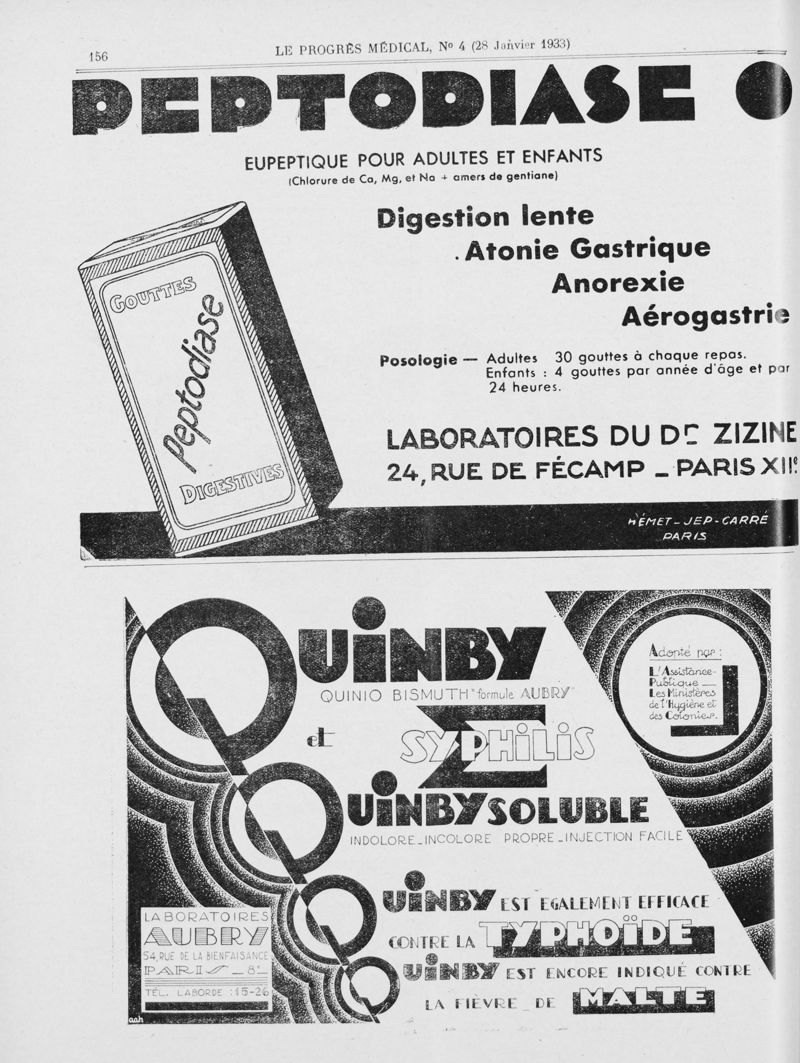 156
LE PROGRÈS MÉDICAL, No 4 (28 Janvier 1933)
PEPTODIASE
EUPEPTIQUE POUR ADULTES ET ENFANTS
(Chlorure de Ca, Mg, et Na + amers de gentiane)
Digestion lente
Atonie Gastrique
Anorexie
Aérogastrie
GOUTTES
Peptodiase
DIGESTIVES
Posologie — Adultes 30 gouttes à chaque repas.
Enfants : 4 gouttes par année d'âge et par
24 heures.
LABORATOIRES DU Dr ZIZINE
24, RUE DE FÉCAMP _ PARIS XIIe
HÉMET - JEP - CARRÉ
PARIS
QUINBY
QUINIO BISMUTH "formule AUBRY"
et
Σ
SYPHILIS
QUINBY SOLUBLE
INDOLORE _ INCOLORE PROPRE _ INJECTION FACILE
Adopté par :
L'Assistance-
Publique —
Les Ministères
de l'Hygiène et
des Colonies.
LABORATOIRES
AUBRY
54, RUE DE LA BIENFAISANCE
PARIS _ 8e
TÉL. LABORDE : 15-26
QUINBY EST EGALEMENT EFFICACE
CONTRE LA TYPHOÏDE
QUINBY EST ENCORE INDIQUÉ CONTRE
LA FIÈVRE _ DE MALTE
aah